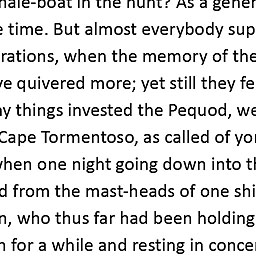 hale-boat in the hunt? As a gener
e time. But almost everybody sup
rations, when the memory of the
ve quivered more; yet still they fe
y things invested the Pequod, we
Cape Tormentoso, as called of yo
when one night going down into t
d from the mast-heads of one shi
n, who thus far had been holding
n for a while and resting in conce